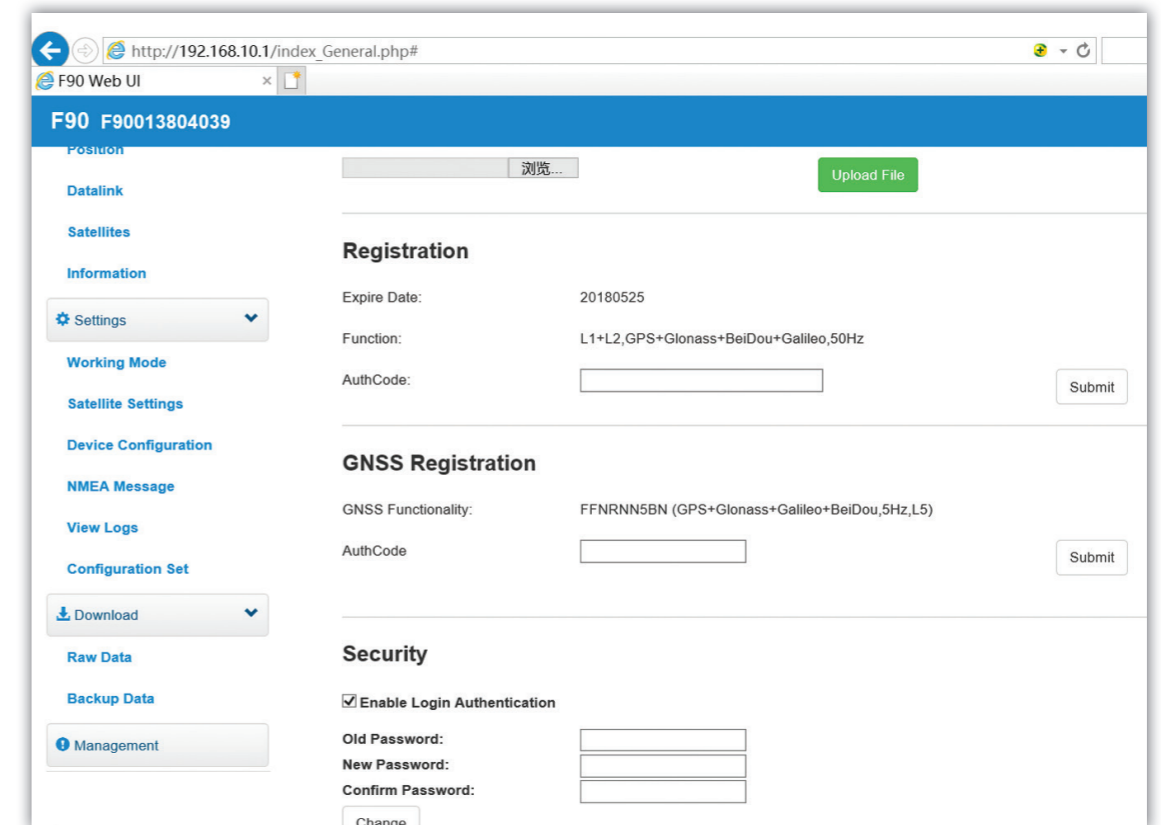 http://192.168.10.1/index_General.php#
F90 Web UI ×
F90 F90013804039
Position
Datalink
Satellites
Information
Settings
Working Mode
Satellite Settings
Device Configuration
NMEA Message
View Logs
Configuration Set
Download
Raw Data
Backup Data
Management
浏览...
Upload File
Registration
Expire Date: 20180525
Function: L1+L2,GPS+Glonass+BeiDou+Galileo,50Hz
AuthCode:
Submit
GNSS Registration
GNSS Functionality: FFNRNN5BN (GPS+Glonass+Galileo+BeiDou,5Hz,L5)
AuthCode
Submit
Security
Enable Login Authentication
Old Password:
New Password:
Confirm Password:
Change